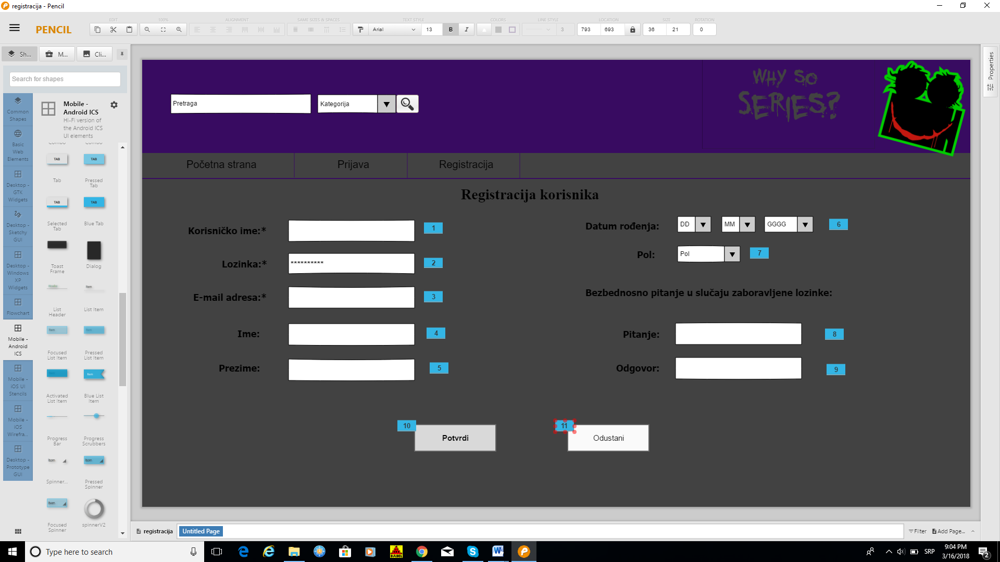 registracija - Pencil
EDIT
100%
ALIGNMENT
SAME SIZES & SPACES
TEXT STYLE
COLORS
LINE STYLE
LOCATION
SIZE
ROTATION
PENCIL
Arial
13
B
I
3
793
693
36
21
0
Sh...
M...
Cli...
Search for shapes
Common Shapes
Basic Web Elements
Desktop - GTK Widgets
Desktop - Sketchy GUI
Desktop - Windows XP Widgets
Flowchart
Mobile - Android ICS
Mobile - iOS UI Stencils
Mobile - iOS Wirefra...
Desktop - Prototype GUI
Mobile - Android ICS
Hi-Fi version of the Android ICS UI elements
Combo
Combo
TAB
TAB
Tab
Pressed Tab
TAB
TAB
Selected Tab
Blue Tab
Toast Frame
Dialog
Header
Item
List Header
List Item
Item
Item
Focused List Item
Pressed List Item
Item
Activated List Item
Blue List Item
Progress Bar
Progress Scrubbers
Item
Item
Spinner...
Pressed Spinner
Item
Focused Spinner
spinnerV2
Properties
Pretraga
Kategorija
WHY SO
SERIES?
Početna strana
Prijava
Registracija
Registracija korisnika
Korisničko ime:*
1
Lozinka:*
**********
2
E-mail adresa:*
3
Ime:
4
Prezime:
5
Datum rođenja:
DD
MM
GGGG
6
Pol:
Pol
7
Bezbednosno pitanje u slučaju zaboravljene lozinke:
Pitanje:
8
Odgovor:
9
10
Potvrdi
11
Odustani
registracija
Untitled Page
Filter
Add Page...
Type here to search
BABEL
SRP
9:04 PM
3/16/2018
2